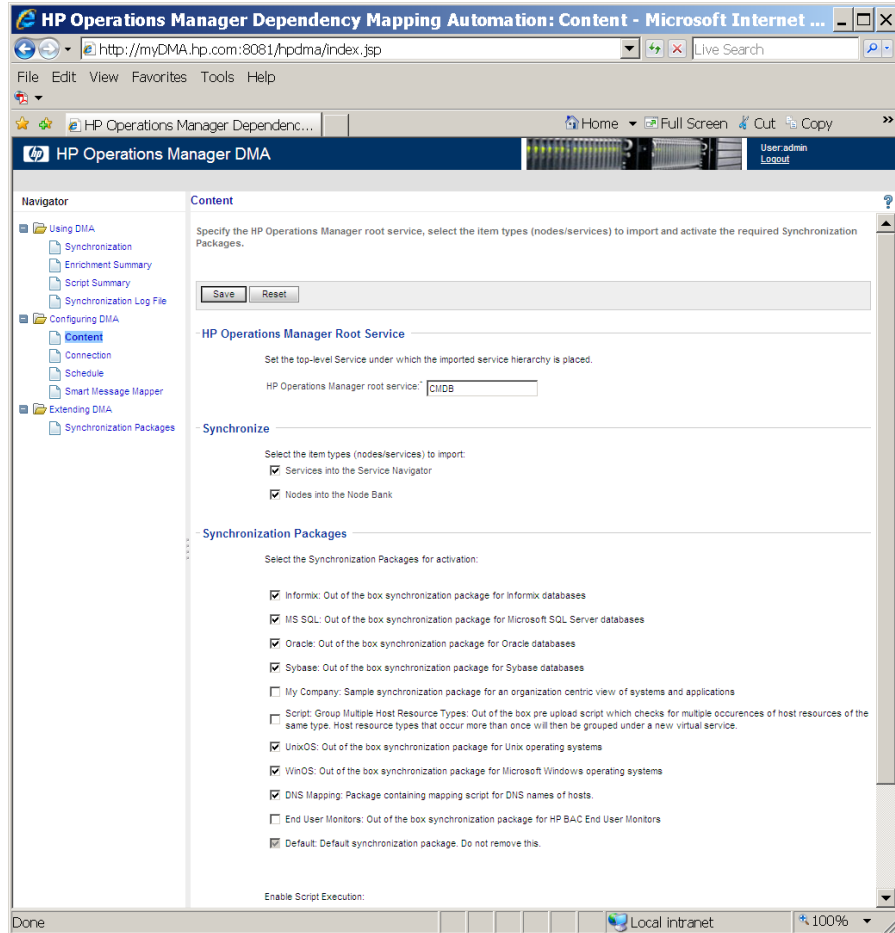 HP Operations Manager Dependency Mapping Automation: Content - Microsoft Internet ...
http://myDMA.hp.com:8081/hpdma/index.jsp
Live Search
File Edit View Favorites Tools Help
HP Operations Manager Dependenc...
Home Full Screen Cut Copy »
hp HP Operations Manager DMA
User:admin
Logout
Navigator
Using DMA
Synchronization
Enrichment Summary
Script Summary
Synchronization Log File
Configuring DMA
Content
Connection
Schedule
Smart Message Mapper
Extending DMA
Synchronization Packages
Content
?
Specify the HP Operations Manager root service, select the item types (nodes/services) to import and activate the required Synchronization
Packages.
Save Reset
HP Operations Manager Root Service
Set the top-level Service under which the imported service hierarchy is placed.
HP Operations Manager root service:* CMDB
Synchronize
Select the item types (nodes/services) to import:
Services into the Service Navigator
Nodes into the Node Bank
Synchronization Packages
Select the Synchronization Packages for activation:
Informix: Out of the box synchronization package for Informix databases
MS SQL: Out of the box synchronization package for Microsoft SQL Server databases
Oracle: Out of the box synchronization package for Oracle databases
Sybase: Out of the box synchronization package for Sybase databases
My Company: Sample synchronization package for an organization centric view of systems and applications
Script: Group Multiple Host Resource Types: Out of the box pre upload script which checks for multiple occurences of host resources of the
same type. Host resource types that occur more than once will then be grouped under a new virtual service.
UnixOS: Out of the box synchronization package for Unix operating systems
WinOS: Out of the box synchronization package for Microsoft Windows operating systems
DNS Mapping: Package containing mapping script for DNS names of hosts.
End User Monitors: Out of the box synchronization package for HP BAC End User Monitors
Default: Default synchronization package. Do not remove this.
Enable Script Execution:
Done
Local intranet
100%